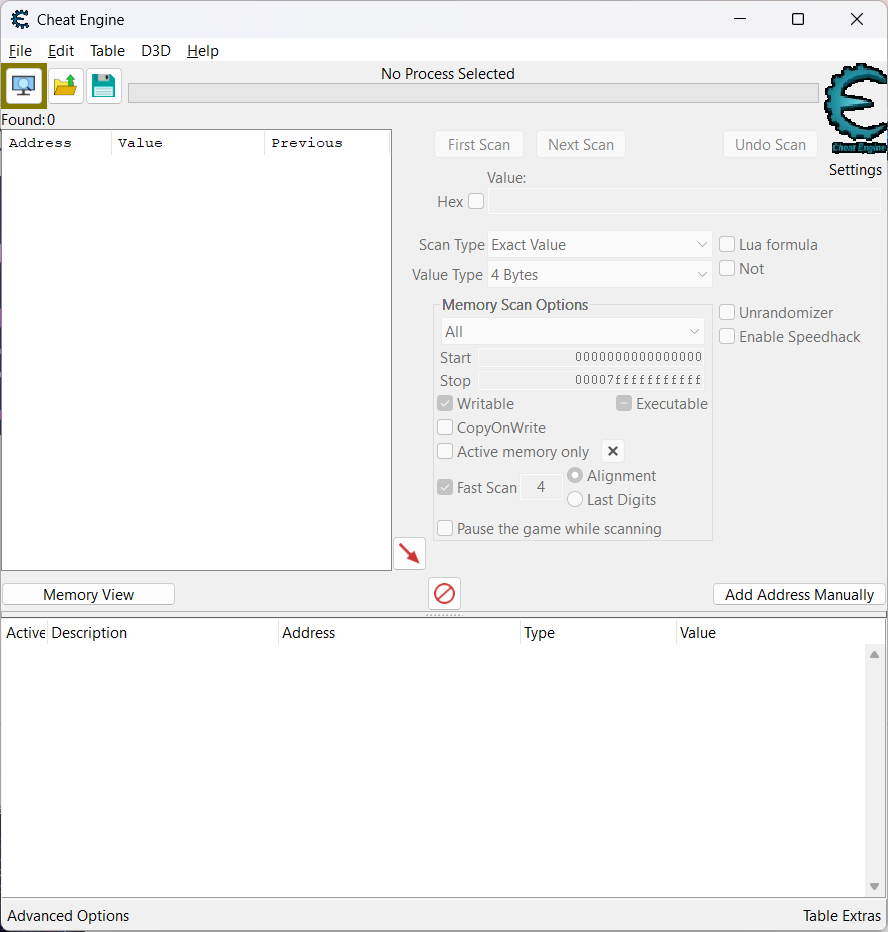 Cheat Engine
File Edit Table D3D Help
No Process Selected
Found:0
Cheat Engine
Settings
Address Value Previous
First Scan Next Scan Undo Scan
Value:
Hex
Scan Type Exact Value Lua formula
Not
Value Type 4 Bytes
Memory Scan Options
Unrandomizer
All
Enable Speedhack
Start 0000000000000000
Stop 00007fffffffffff
Writable Executable
CopyOnWrite
Active memory only
Fast Scan 4 Alignment
Last Digits
Pause the game while scanning
Memory View Add Address Manually
Active Description Address Type Value
Advanced Options Table Extras